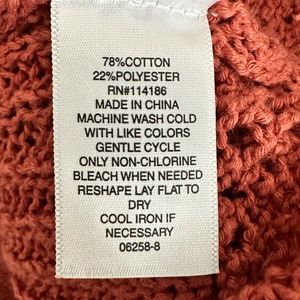 78%COTTON
22%POLYESTER
RN#114186
MADE IN CHINA
MACHINE WASH COLD
WITH LIKE COLORS
GENTLE CYCLE
ONLY NON-CHLORINE
BLEACH WHEN NEEDED
RESHAPE LAY FLAT TO
DRY
COOL IRON IF
NECESSARY
06258-8